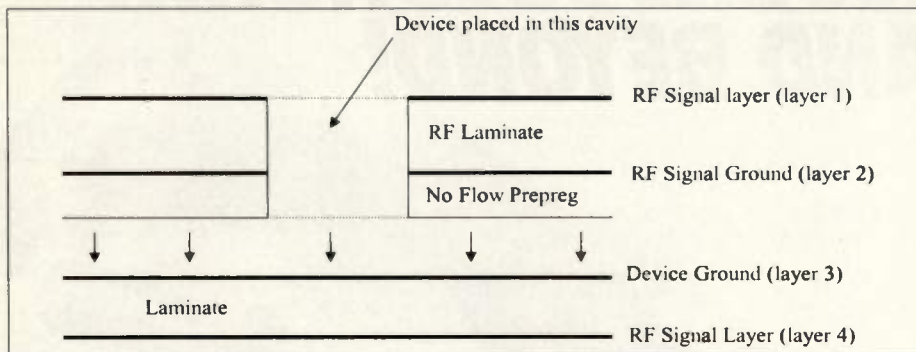 Device placed in this cavity
RF Signal layer (layer 1)
RF Laminate
RF Signal Ground (layer 2)
No Flow Prepreg
Device Ground (layer 3)
Laminate
RF Signal Layer (layer 4)